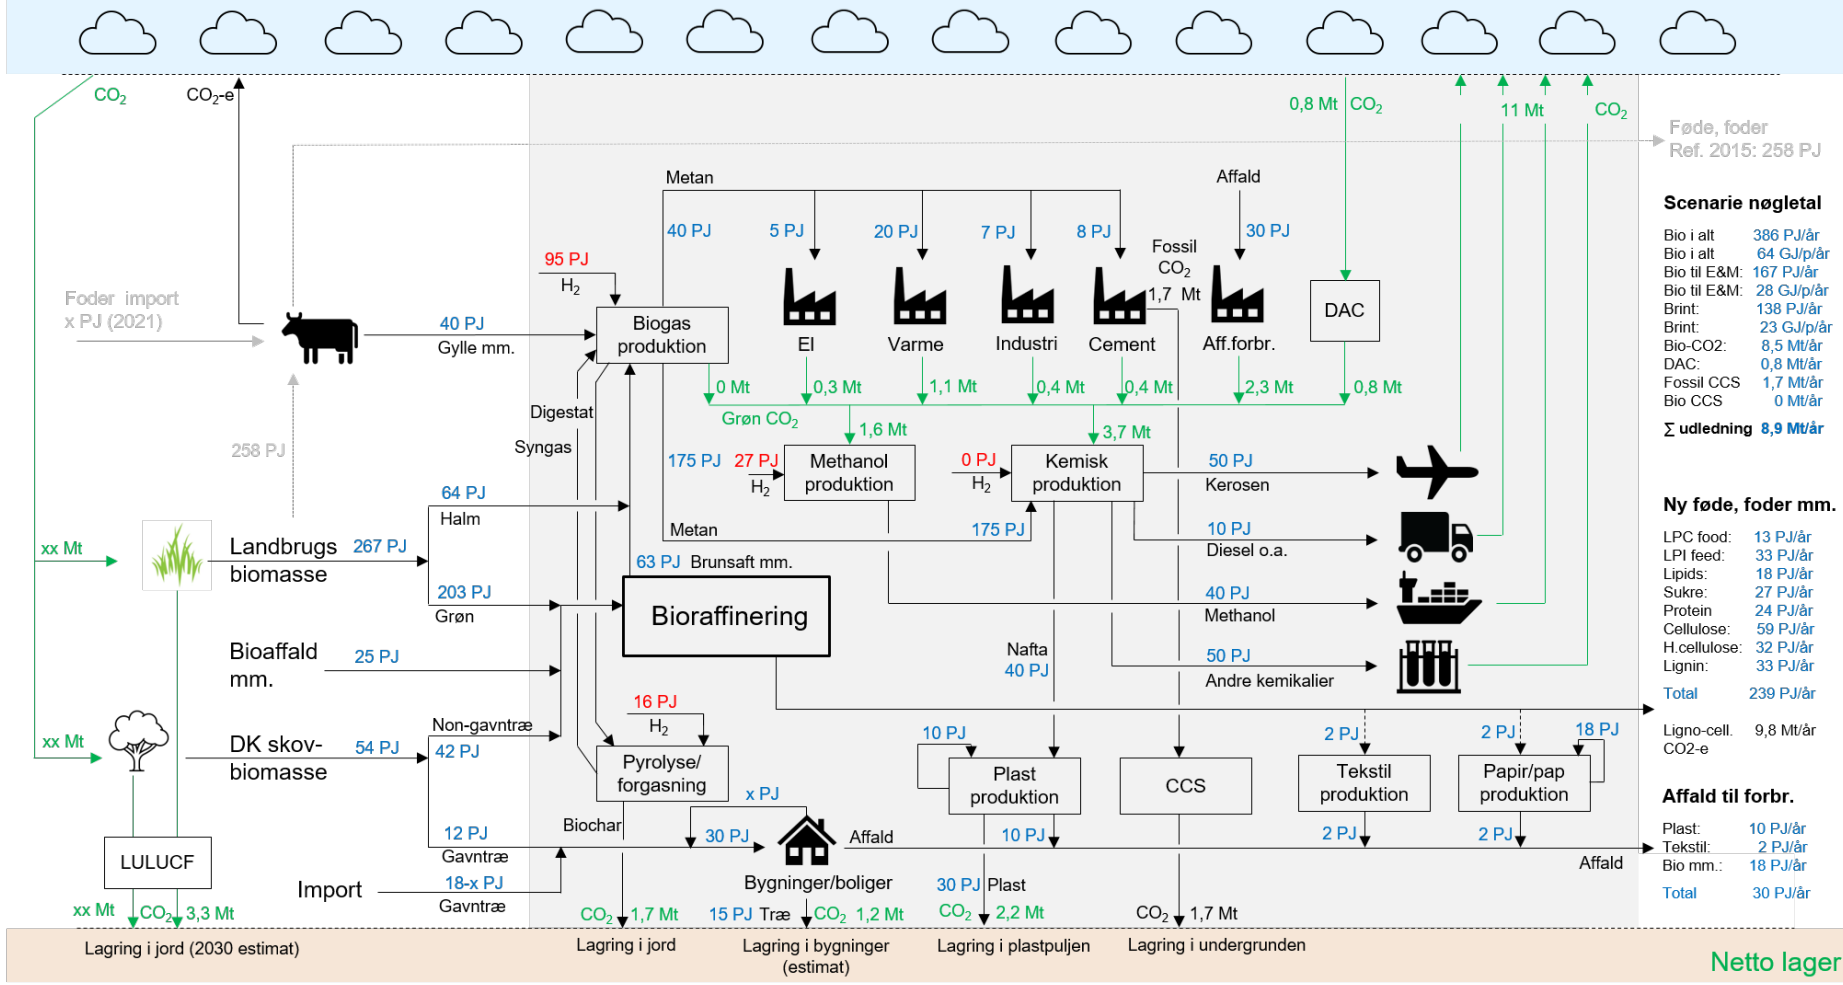 CO2
CO2-e
0,8 Mt CO2
11 Mt
CO2
Føde, foder
Ref. 2015: 258 PJ
Metan
Affald
40 PJ
5 PJ
20 PJ
7 PJ
8 PJ
30 PJ
Fossil
CO2
1,7 Mt
95 PJ
H2
Foder import
x PJ (2021)
40 PJ
Gylle mm.
Biogas
produktion
El
Varme
Industri
Cement
Aff.forbr.
DAC
0 Mt
0,3 Mt
1,1 Mt
0,4 Mt
0,4 Mt
2,3 Mt
0,8 Mt
Grøn CO2
1,6 Mt
3,7 Mt
Digestat
Syngas
258 PJ
175 PJ
27 PJ
H2
Methanol
produktion
0 PJ
H2
Kemisk
produktion
50 PJ
Kerosen
64 PJ
Halm
Metan
175 PJ
10 PJ
Diesel o.a.
xx Mt
Landbrugs
biomasse
267 PJ
63 PJ Brunsaft mm.
203 PJ
Grøn
Bioraffinering
40 PJ
Methanol
Bioaffald
mm.
25 PJ
Nafta
40 PJ
50 PJ
Andre kemikalier
16 PJ
H2
Non-gavntræ
42 PJ
xx Mt
DK skov-
biomasse
54 PJ
Pyrolyse/
forgasning
10 PJ
Plast
produktion
CCS
2 PJ
Tekstil
produktion
2 PJ
18 PJ
Papir/pap
produktion
x PJ
Biochar
30 PJ
12 PJ
Gavntræ
Affald
10 PJ
2 PJ
2 PJ
Affald
LULUCF
Import
18-x PJ
Gavntræ
Bygninger/boliger
30 PJ Plast
xx Mt
CO2 3,3 Mt
CO2 1,7 Mt
15 PJ Træ
CO2 1,2 Mt
CO2 2,2 Mt
CO2 1,7 Mt
Lagring i jord (2030 estimat)
Lagring i jord
Lagring i bygninger
(estimat)
Lagring i plastpuljen
Lagring i undergrunden
Netto lager
Scenarie nøgletal
Bio i alt 386 PJ/år
Bio i alt 64 GJ/p/år
Bio til E&M: 167 PJ/år
Bio til E&M: 28 GJ/p/år
Brint: 138 PJ/år
Brint: 23 GJ/p/år
Bio-CO2: 8,5 Mt/år
DAC: 0,8 Mt/år
Fossil CCS 1,7 Mt/år
Bio CCS 0 Mt/år
∑ udledning 8,9 Mt/år
Ny føde, foder mm.
LPC food: 13 PJ/år
LPI feed: 33 PJ/år
Lipids: 18 PJ/år
Sukre: 27 PJ/år
Protein 24 PJ/år
Cellulose: 59 PJ/år
H.cellulose: 32 PJ/år
Lignin: 33 PJ/år
Total 239 PJ/år
Ligno-cell. 9,8 Mt/år
CO2-e
Affald til forbr.
Plast: 10 PJ/år
Tekstil: 2 PJ/år
Bio mm.: 18 PJ/år
Total 30 PJ/år